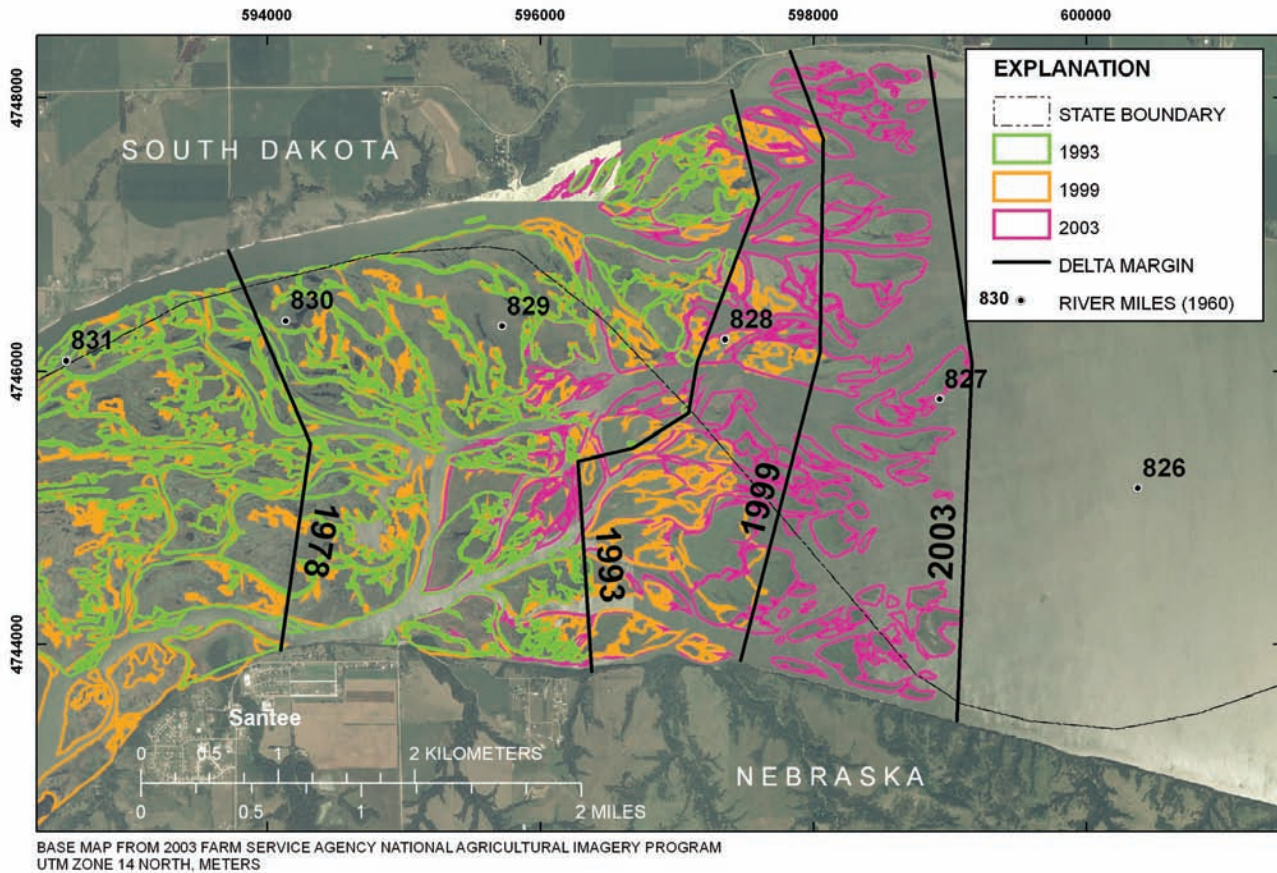 594000
596000
598000
600000
4748000
4746000
4744000
SOUTH DAKOTA
EXPLANATION
STATE BOUNDARY
1993
1999
2003
DELTA MARGIN
830 RIVER MILES (1960)
831
830
829
828
827
826
1978
1993
1999
2003
Santee
0 0.5 1 2 KILOMETERS
0 0.5 1 2 MILES
NEBRASKA
BASE MAP FROM 2003 FARM SERVICE AGENCY NATIONAL AGRICULTURAL IMAGERY PROGRAM
UTM ZONE 14 NORTH, METERS